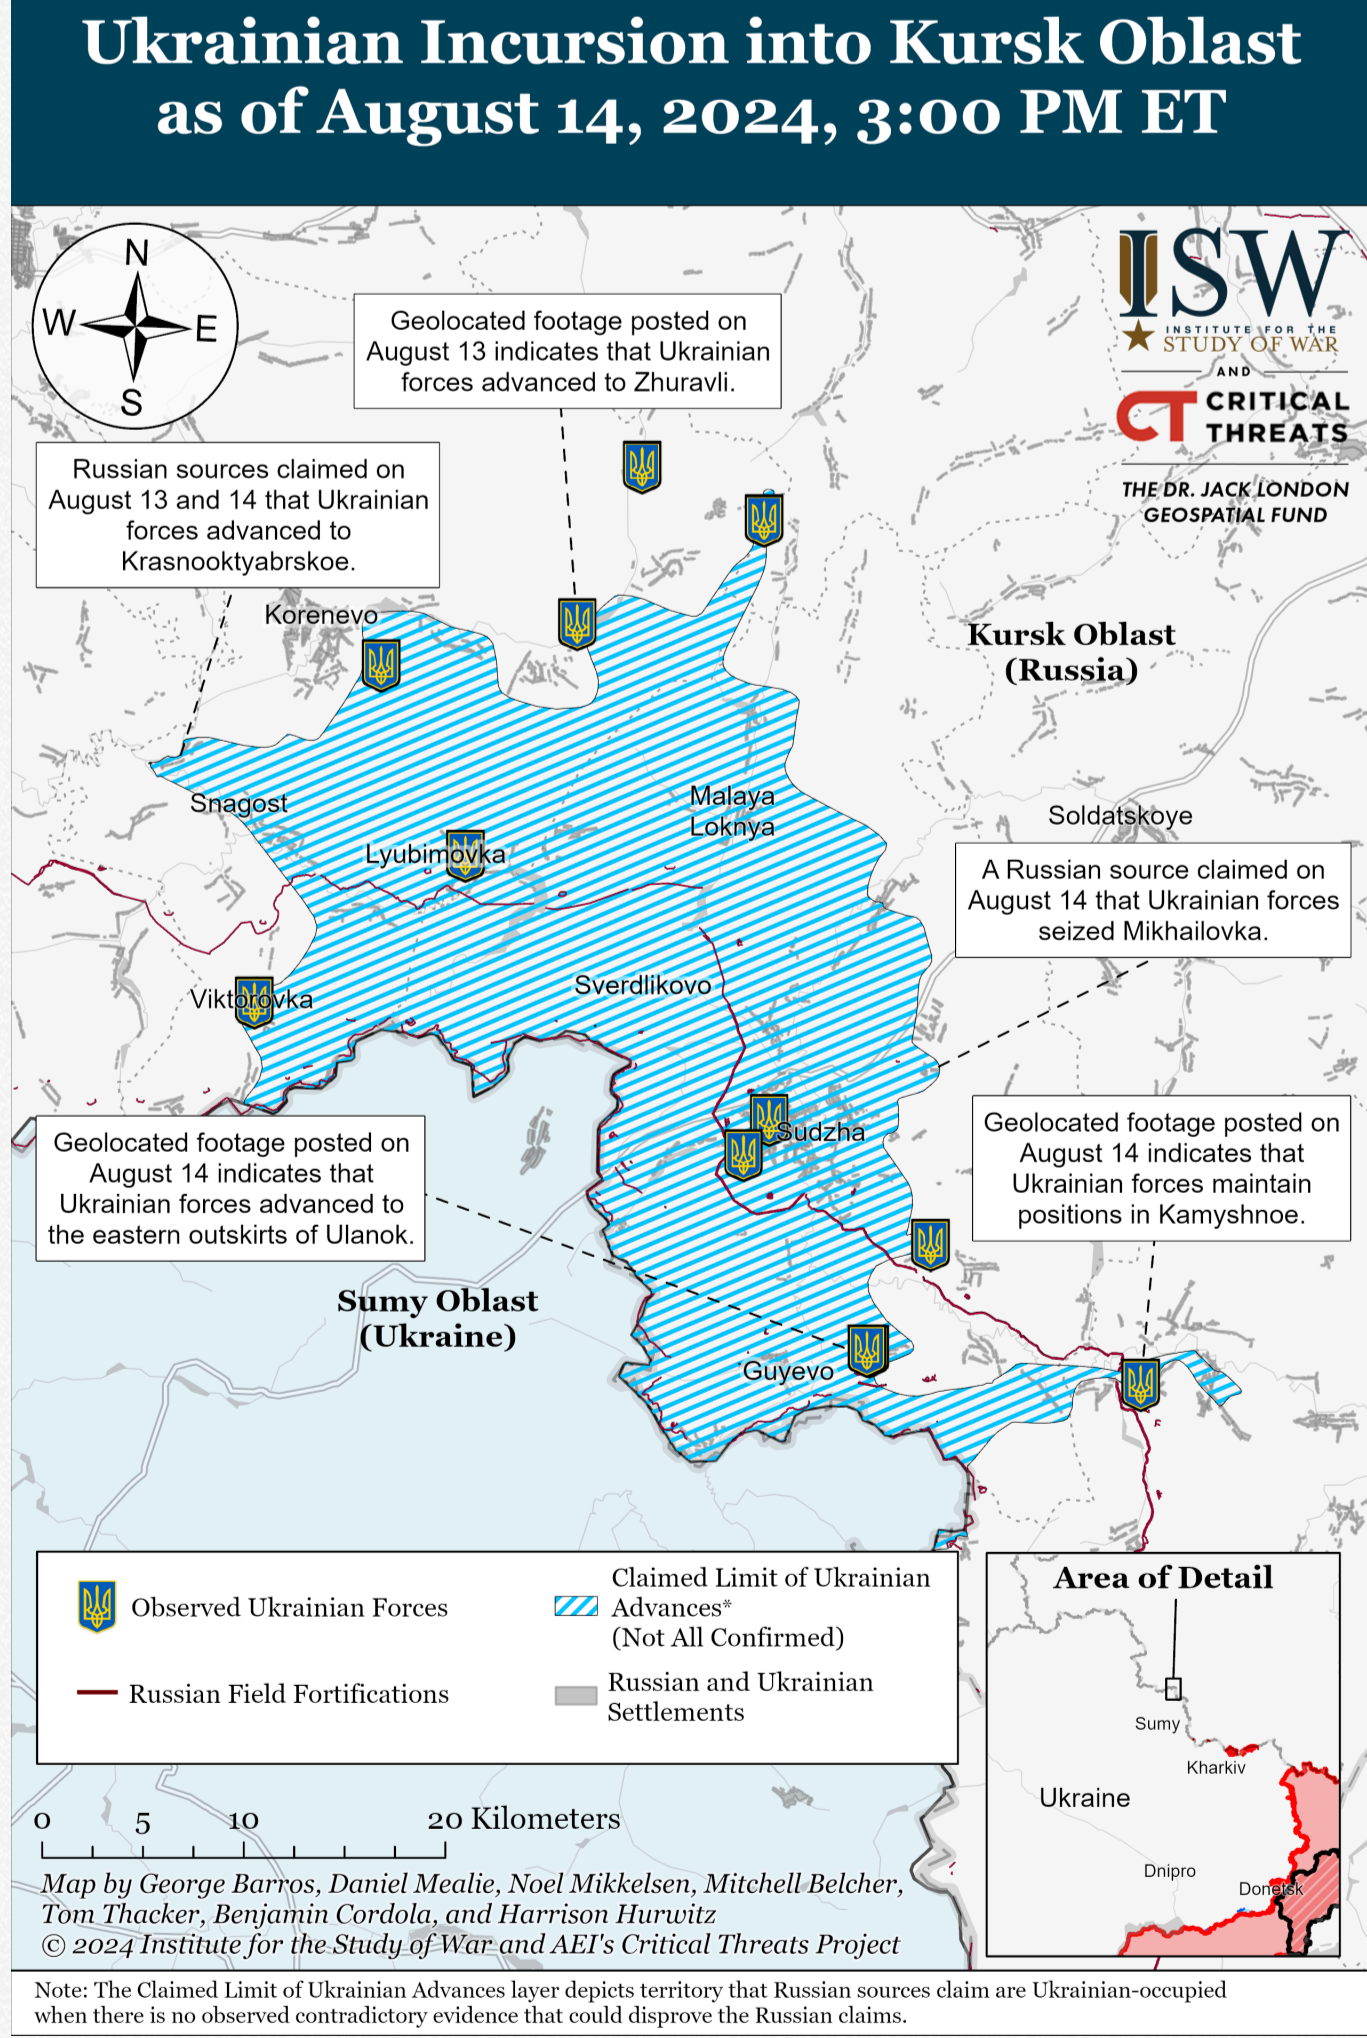 Ukrainian Incursion into Kursk Oblast
as of August 14, 2024, 3:00 PM ET
N
W
E
S
ISW
INSTITUTE FOR THE
STUDY OF WAR
AND
CT CRITICAL
THREATS
THE DR. JACK LONDON
GEOSPATIAL FUND
Geolocated footage posted on
August 13 indicates that Ukrainian
forces advanced to Zhuravli.
Russian sources claimed on
August 13 and 14 that Ukrainian
forces advanced to
Krasnooktyabrskoe.
Korenevo
Kursk Oblast
(Russia)
Snagost
Malaya
Loknya
Soldatskoye
Lyubimovka
A Russian source claimed on
August 14 that Ukrainian forces
seized Mikhailovka.
Viktorovka
Sverdlikovo
Sudzha
Geolocated footage posted on
August 14 indicates that
Ukrainian forces maintain
positions in Kamyshnoe.
Geolocated footage posted on
August 14 indicates that
Ukrainian forces advanced to
the eastern outskirts of Ulanok.
Sumy Oblast
(Ukraine)
Guyevo
Observed Ukrainian Forces
Claimed Limit of Ukrainian
Advances*
(Not All Confirmed)
Russian Field Fortifications
Russian and Ukrainian
Settlements
Area of Detail
Sumy
Kharkiv
Ukraine
Dnipro
Donetsk
0 5 10 20 Kilometers
Map by George Barros, Daniel Mealie, Noel Mikkelsen, Mitchell Belcher,
Tom Thacker, Benjamin Cordola, and Harrison Hurwitz
© 2024 Institute for the Study of War and AEI's Critical Threats Project
Note: The Claimed Limit of Ukrainian Advances layer depicts territory that Russian sources claim are Ukrainian-occupied
when there is no observed contradictory evidence that could disprove the Russian claims.